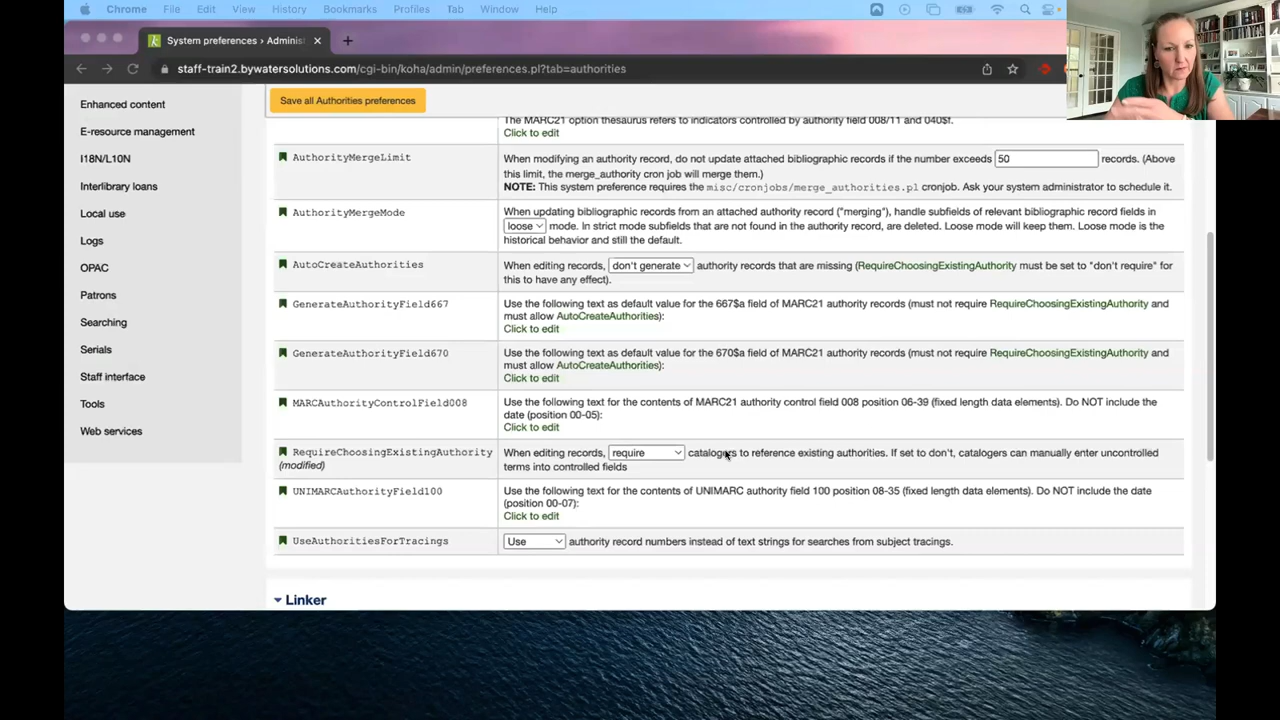 Chrome File Edit View History Bookmarks Profiles Tab Window Help
System preferences › Adminis
staff-train2.bywatersolutions.com/cgi-bin/koha/admin/preferences.pl?tab=authorities
Enhanced content
E-resource management
I18N/L10N
Interlibrary loans
Local use
Logs
OPAC
Patrons
Searching
Serials
Staff interface
Tools
Web services
Save all Authorities preferences
The MARC21 option thesaurus refers to indicators controlled by authority field 008/11 and 040$f.
Click to edit
AuthorityMergeLimit
When modifying an authority record, do not update attached bibliographic records if the number exceeds 50 records. (Above
this limit, the merge_authority cron job will merge them.)
NOTE: This system preference requires the misc/cronjobs/merge_authorities.pl cronjob. Ask your system administrator to schedule it.
AuthorityMergeMode
When updating bibliographic records from an attached authority record ("merging"), handle subfields of relevant bibliographic record fields in
loose mode. In strict mode subfields that are not found in the authority record, are deleted. Loose mode will keep them. Loose mode is the
historical behavior and still the default.
AutoCreateAuthorities
When editing records, don't generate authority records that are missing (RequireChoosingExistingAuthority must be set to "don't require" for
this to have any effect).
GenerateAuthorityField667
Use the following text as default value for the 667$a field of MARC21 authority records (must not require RequireChoosingExistingAuthority and
must allow AutoCreateAuthorities):
Click to edit
GenerateAuthorityField670
Use the following text as default value for the 670$a field of MARC21 authority records (must not require RequireChoosingExistingAuthority and
must allow AutoCreateAuthorities):
Click to edit
MARCAuthorityControlField008
Use the following text for the contents of MARC21 authority control field 008 position 06-39 (fixed length data elements). Do NOT include the
date (position 00-05):
Click to edit
RequireChoosingExistingAuthority
(modified)
When editing records, require catalogers to reference existing authorities. If set to don't, catalogers can manually enter uncontrolled
terms into controlled fields
UNIMARCAuthorityField100
Use the following text for the contents of UNIMARC authority field 100 position 08-35 (fixed length data elements). Do NOT include the date
(position 00-07):
Click to edit
UseAuthoritiesForTracings
Use authority record numbers instead of text strings for searches from subject tracings.
Linker